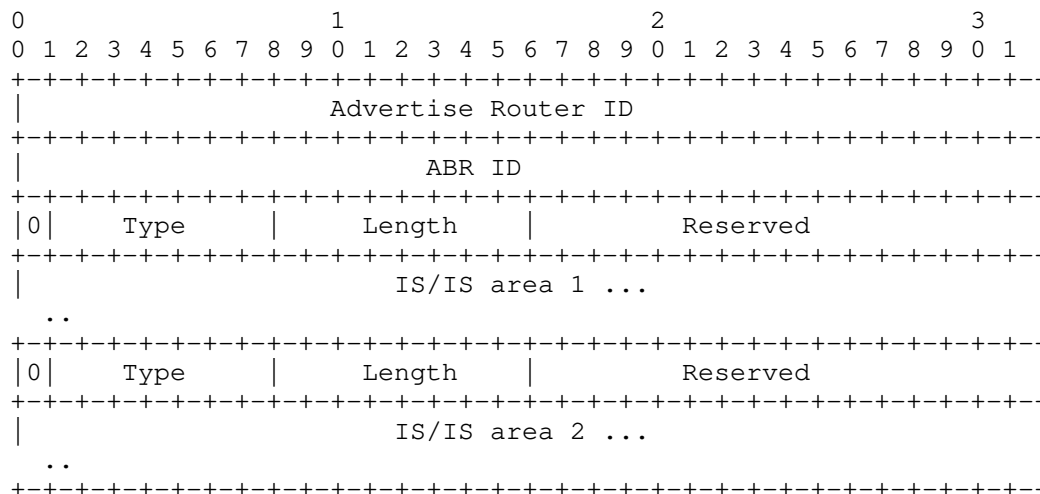 0                   1                   2                   3
0 1 2 3 4 5 6 7 8 9 0 1 2 3 4 5 6 7 8 9 0 1 2 3 4 5 6 7 8 9 0 1
+-+-+-+-+-+-+-+-+-+-+-+-+-+-+-+-+-+-+-+-+-+-+-+-+-+-+-+-+-+-+-+--
|                   Advertise Router ID
+-+-+-+-+-+-+-+-+-+-+-+-+-+-+-+-+-+-+-+-+-+-+-+-+-+-+-+-+-+-+-+--
|                         ABR ID
+-+-+-+-+-+-+-+-+-+-+-+-+-+-+-+-+-+-+-+-+-+-+-+-+-+-+-+-+-+-+-+--
|0|    Type       |     Length    |         Reserved
+-+-+-+-+-+-+-+-+-+-+-+-+-+-+-+-+-+-+-+-+-+-+-+-+-+-+-+-+-+-+-+--
|                       IS/IS area 1 ...
  ..
+-+-+-+-+-+-+-+-+-+-+-+-+-+-+-+-+-+-+-+-+-+-+-+-+-+-+-+-+-+-+-+--
|0|    Type       |     Length    |         Reserved
+-+-+-+-+-+-+-+-+-+-+-+-+-+-+-+-+-+-+-+-+-+-+-+-+-+-+-+-+-+-+-+--
|                       IS/IS area 2 ...
  ..
+-+-+-+-+-+-+-+-+-+-+-+-+-+-+-+-+-+-+-+-+-+-+-+-+-+-+-+-+-+-+-+--